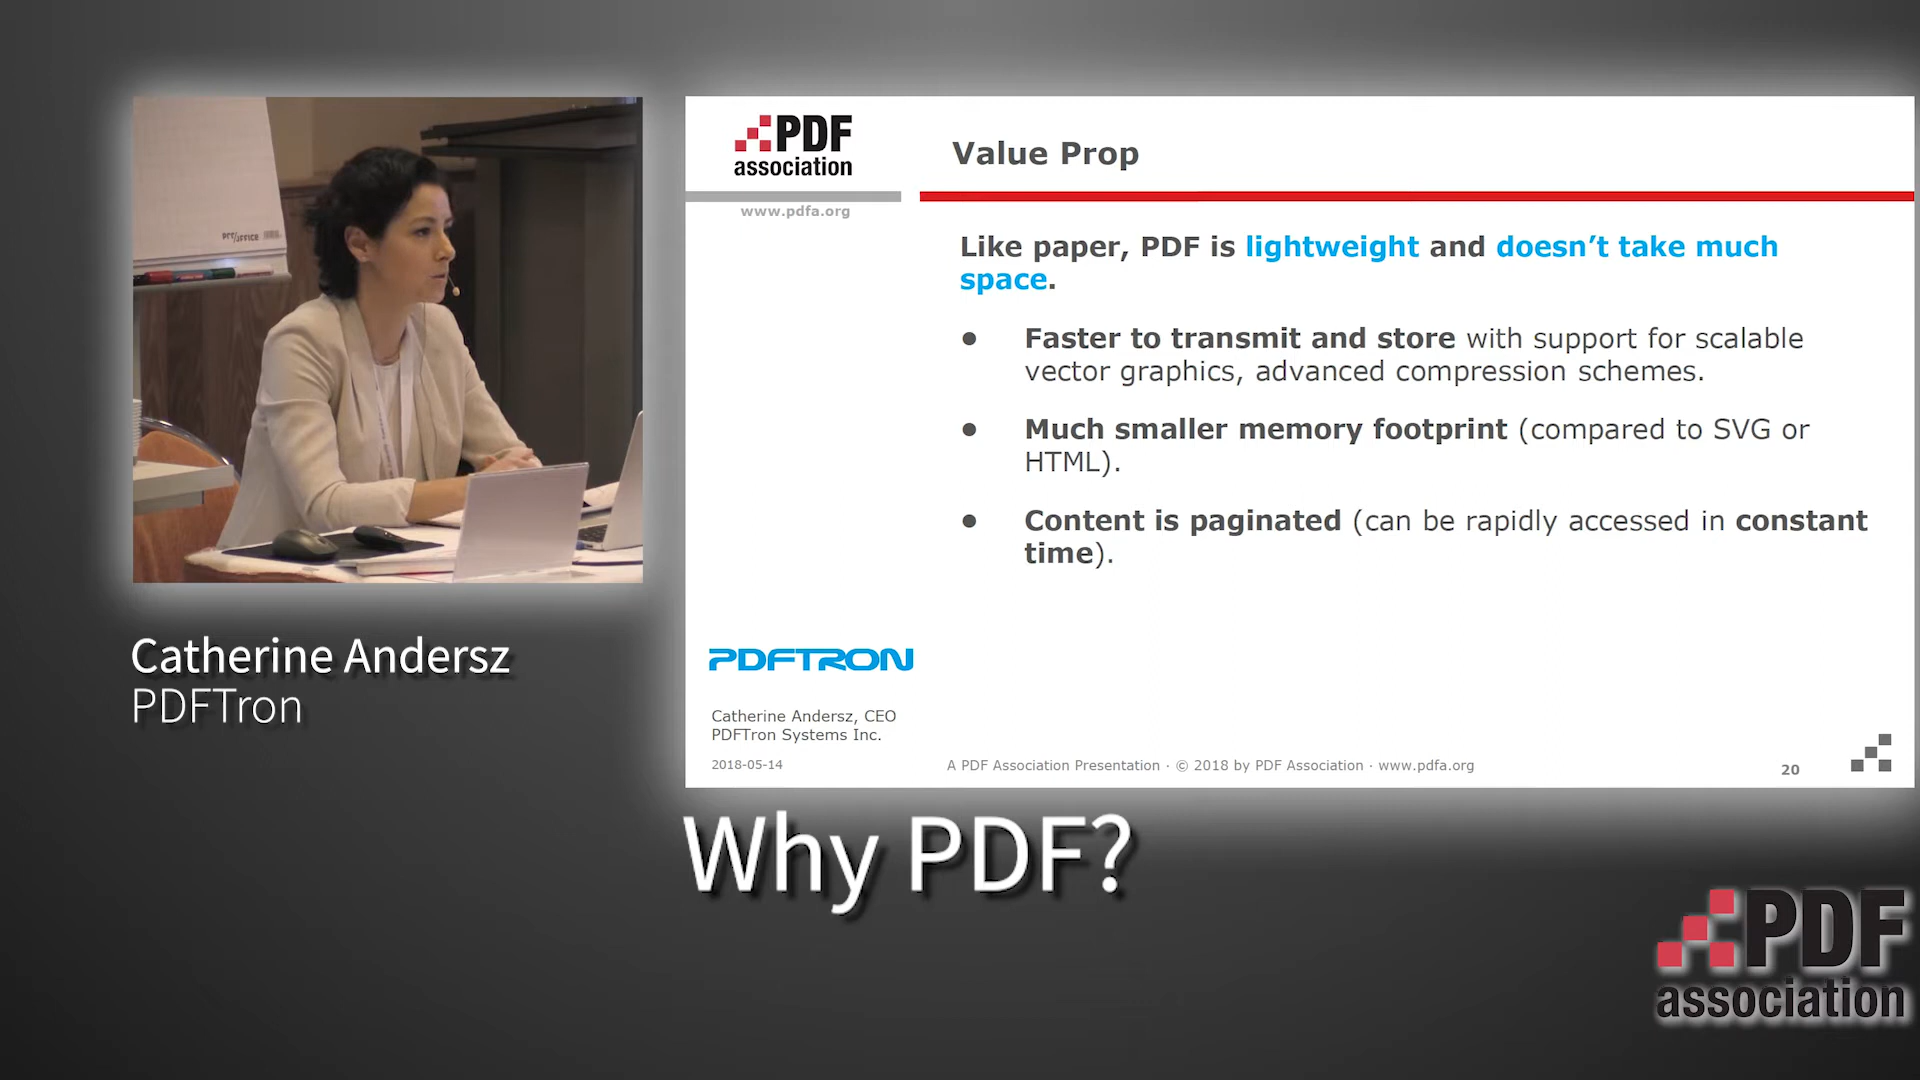 PDF
association
www.pdfa.org
Value Prop
Like paper, PDF is lightweight and doesn’t take much
space.
● Faster to transmit and store with support for scalable
vector graphics, advanced compression schemes.
● Much smaller memory footprint (compared to SVG or
HTML).
● Content is paginated (can be rapidly accessed in constant
time).
PDFTRON
Catherine Andersz, CEO
PDFTron Systems Inc.
2018-05-14
A PDF Association Presentation · © 2018 by PDF Association · www.pdfa.org
20
Catherine Andersz
PDFTron
Why PDF?
PDF
association